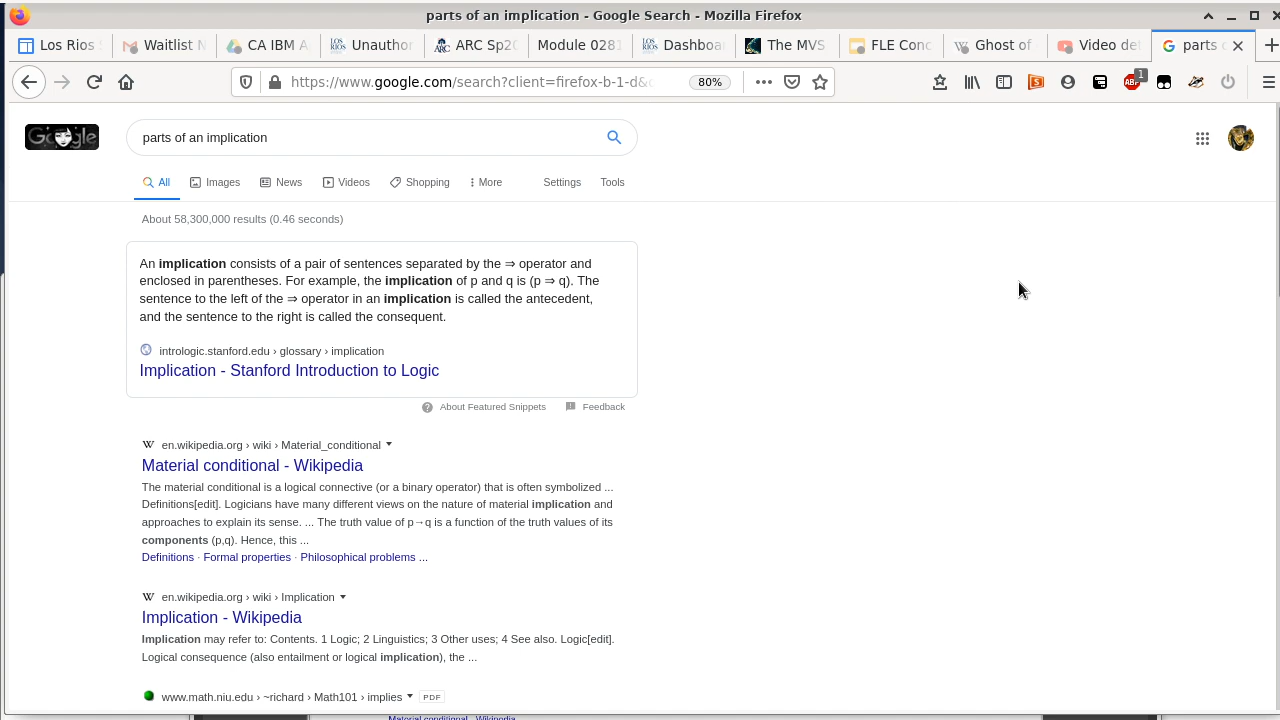 parts of an implication - Google Search - Mozilla Firefox
Los Rios Waitlist N CA IBM A Unauthor ARC Sp20 Module 0281 Dashboa The MVS FLE Conc Ghost of Video de parts
https://www.google.com/search?client=firefox-b-1-d& 80% ABP 1
Google parts of an implication
All Images News Videos Shopping More Settings Tools
About 58,300,000 results (0.46 seconds)
An implication consists of a pair of sentences separated by the ⇒ operator and
enclosed in parentheses. For example, the implication of p and q is (p ⇒ q). The
sentence to the left of the ⇒ operator in an implication is called the antecedent,
and the sentence to the right is called the consequent.
intrologic.stanford.edu › glossary › implication
Implication - Stanford Introduction to Logic
About Featured Snippets Feedback
en.wikipedia.org › wiki › Material_conditional
Material conditional - Wikipedia
The material conditional is a logical connective (or a binary operator) that is often symbolized ...
Definitions[edit]. Logicians have many different views on the nature of material implication and
approaches to explain its sense. ... The truth value of p→q is a function of the truth values of its
components (p,q). Hence, this ...
Definitions · Formal properties · Philosophical problems ...
en.wikipedia.org › wiki › Implication
Implication - Wikipedia
Implication may refer to: Contents. 1 Logic; 2 Linguistics; 3 Other uses; 4 See also. Logic[edit].
Logical consequence (also entailment or logical implication), the ...
www.math.niu.edu › ~richard › Math101 › implies PDF
Material conditional - Wikipedia